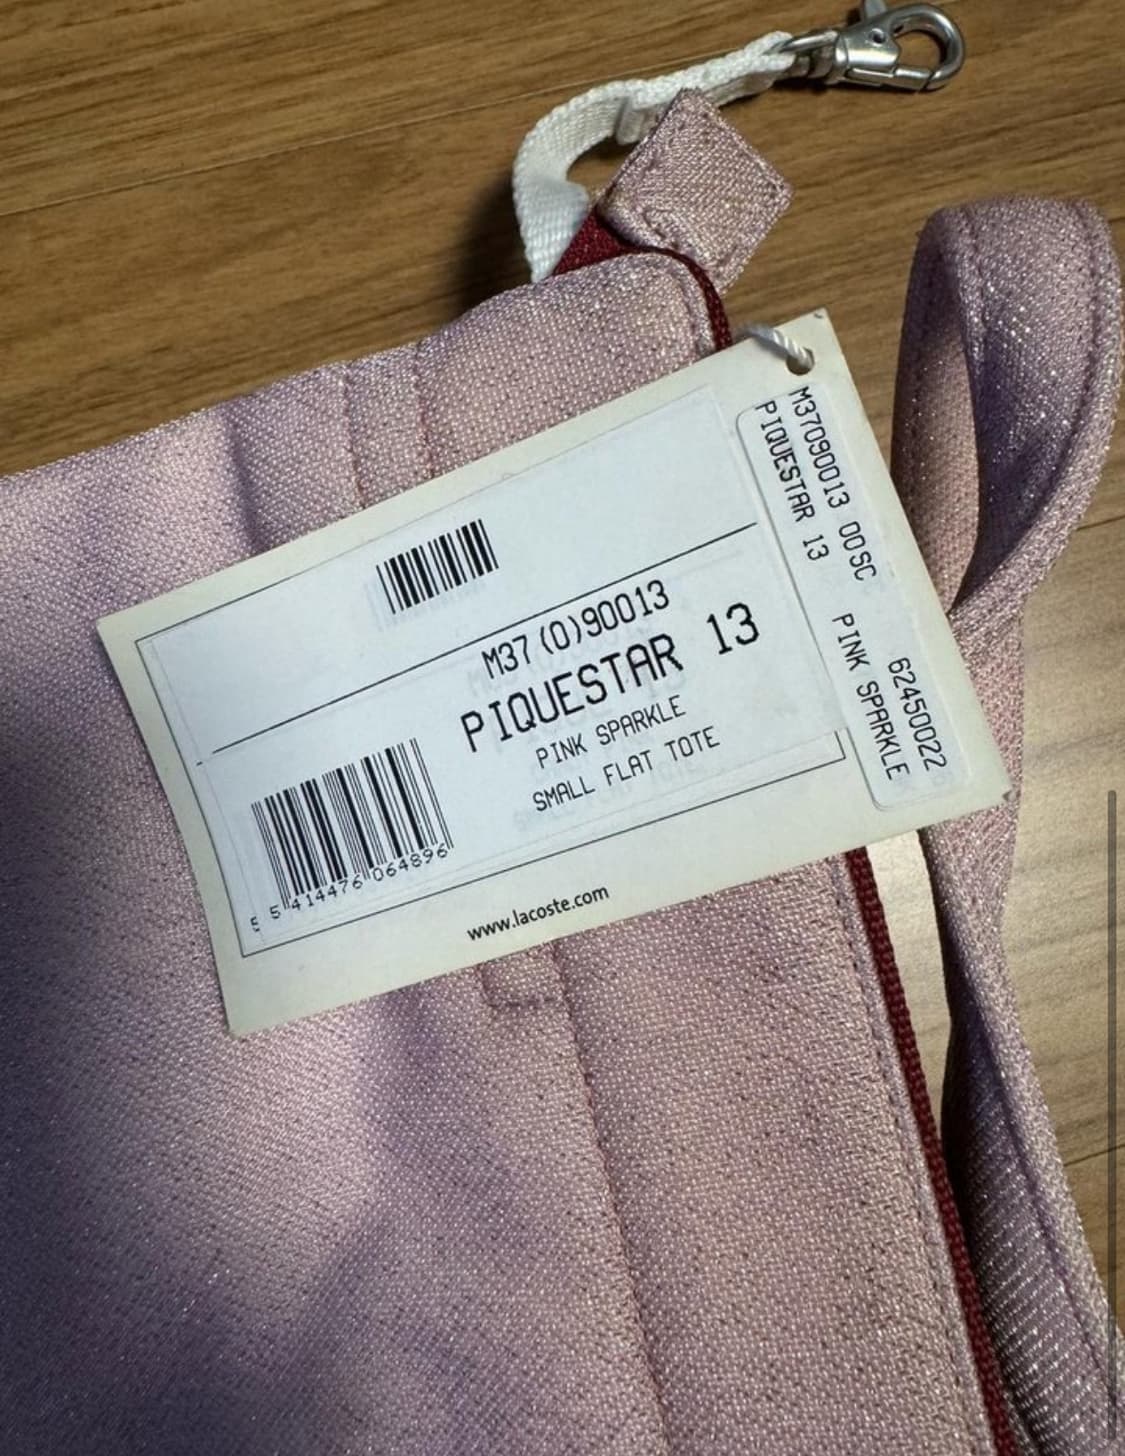 M37(0)90013
PIQUESTAR 13
PINK SPARKLE
SMALL FLAT TOTE
5 414476 064896
www.lacoste.com
M37090013 00SC 62450022
PIQUESTAR 13 PINK SPARKLE